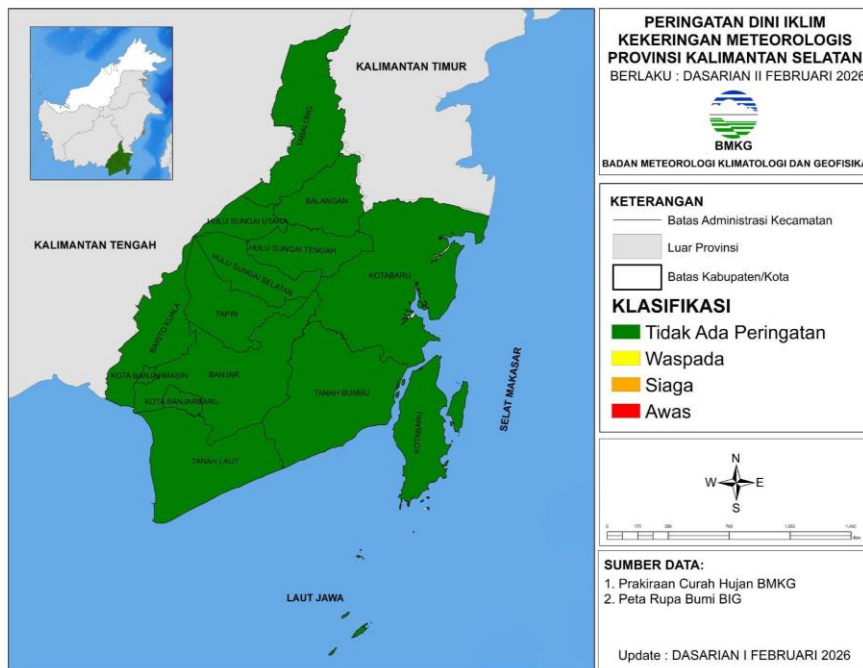 PERINGATAN DINI IKLIM
KEKERINGAN METEOROLOGIS
PROVINSI KALIMANTAN SELATAN
BERLAKU : DASARIAN II FEBRUARI 2026
BMKG
BADAN METEOROLOGI KLIMATOLOGI DAN GEOFISIKA
KALIMANTAN TIMUR
TABALONG
BALANGAN
HULU SUNGAI UTARA
KALIMANTAN TENGAH
HULU SUNGAI TENGAH
HULU SUNGAI SELATAN
KOTABARU
TAPIN
BARITO KUALA
KOTA BANJARMASIN
BANJAR
KOTA BANJARBARU
TANAH BUMBU
KOTABARU
SELAT MAKASAR
TANAH LAUT
LAUT JAWA
KETERANGAN
Batas Administrasi Kecamatan
Luar Provinsi
Batas Kabupaten/Kota
KLASIFIKASI
Tidak Ada Peringatan
Waspada
Siaga
Awas
N
W E
S
SUMBER DATA:
1. Prakiraan Curah Hujan BMKG
2. Peta Rupa Bumi BIG
Update : DASARIAN I FEBRUARI 2026